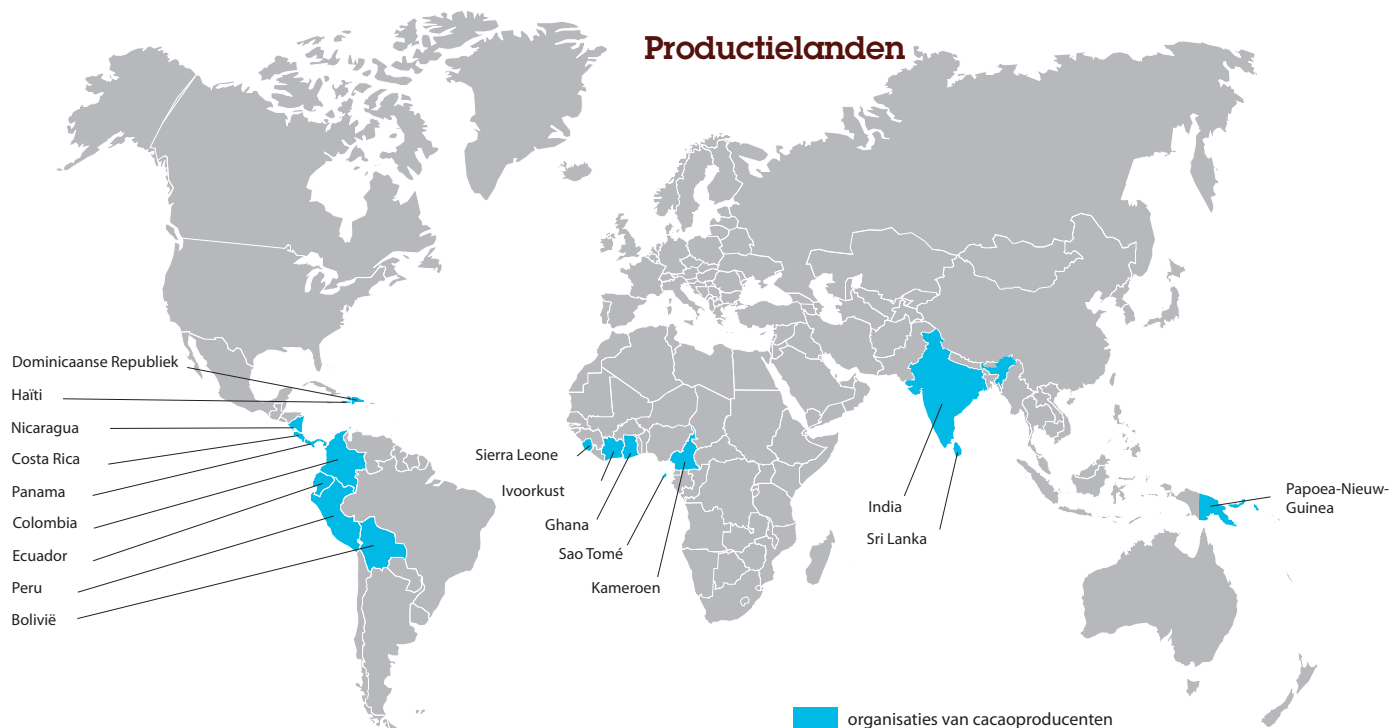 Productielanden
Dominicaanse Republiek
Haïti
Nicaragua
Costa Rica
Panama
Colombia
Ecuador
Peru
Bolivië
Sierra Leone
Ivoorkust
Ghana
Sao Tomé
Kameroen
India
Sri Lanka
Papoea-Nieuw-
Guinea
organisaties van cacaoproducenten